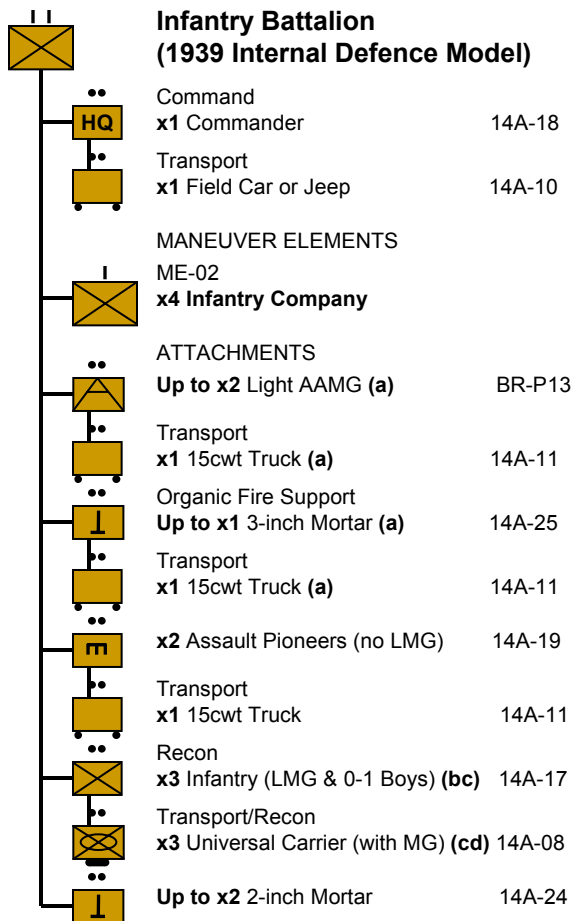 Infantry Battalion
(1939 Internal Defence Model)
Command
HQ x1 Commander 14A-18
Transport
x1 Field Car or Jeep 14A-10
MANEUVER ELEMENTS
ME-02
x4 Infantry Company
ATTACHMENTS
Up to x2 Light AAMG (a) BR-P13
Transport
x1 15cwt Truck (a) 14A-11
Organic Fire Support
Up to x1 3-inch Mortar (a) 14A-25
Transport
x1 15cwt Truck (a) 14A-11
x2 Assault Pioneers (no LMG) 14A-19
Transport
x1 15cwt Truck 14A-11
Recon
x3 Infantry (LMG & 0-1 Boys) (bc) 14A-17
Transport/Recon
x3 Universal Carrier (with MG) (cd) 14A-08
Up to x2 2-inch Mortar 14A-24